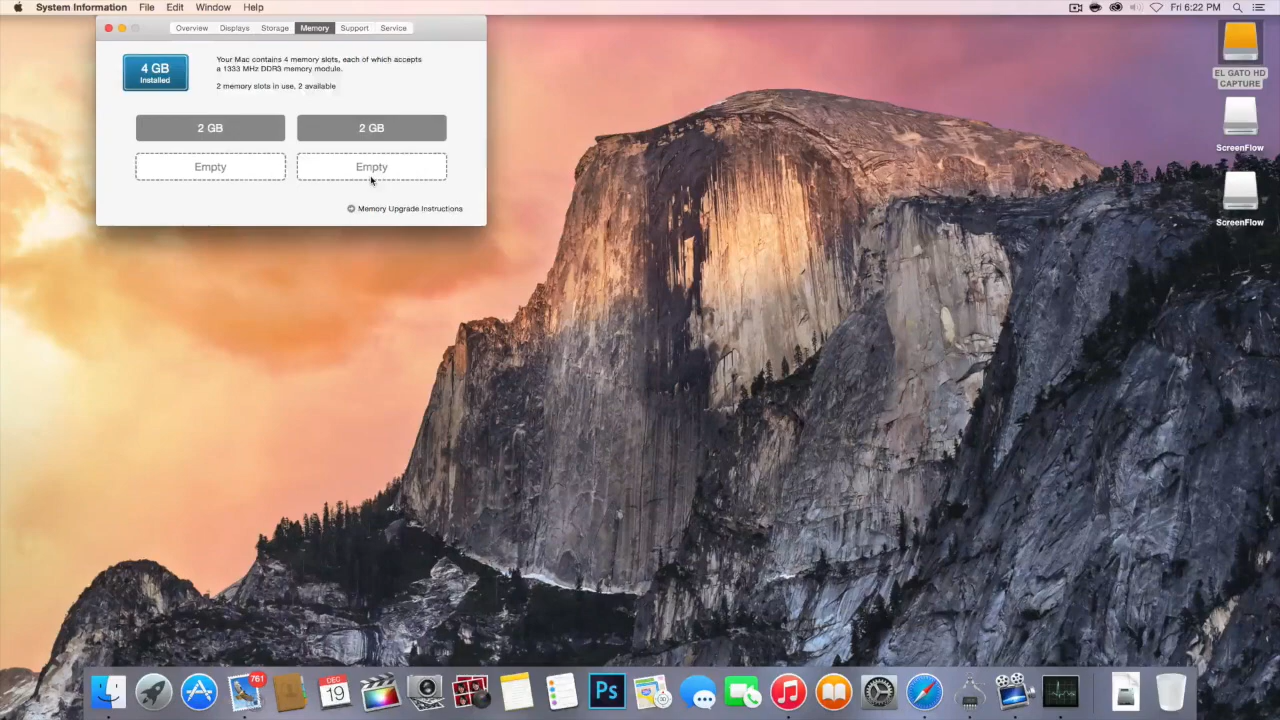 System Information File Edit Window Help
Fri 6:22 PM
Overview Displays Storage Memory Support Service
4 GB
Installed
Your Mac contains 4 memory slots, each of which accepts
a 1333 MHz DDR3 memory module.
2 memory slots in use, 2 available
2 GB 2 GB
Empty Empty
Memory Upgrade Instructions
EL GATO HD
CAPTURE
ScreenFlow
ScreenFlow
761
DEC
19
Ps